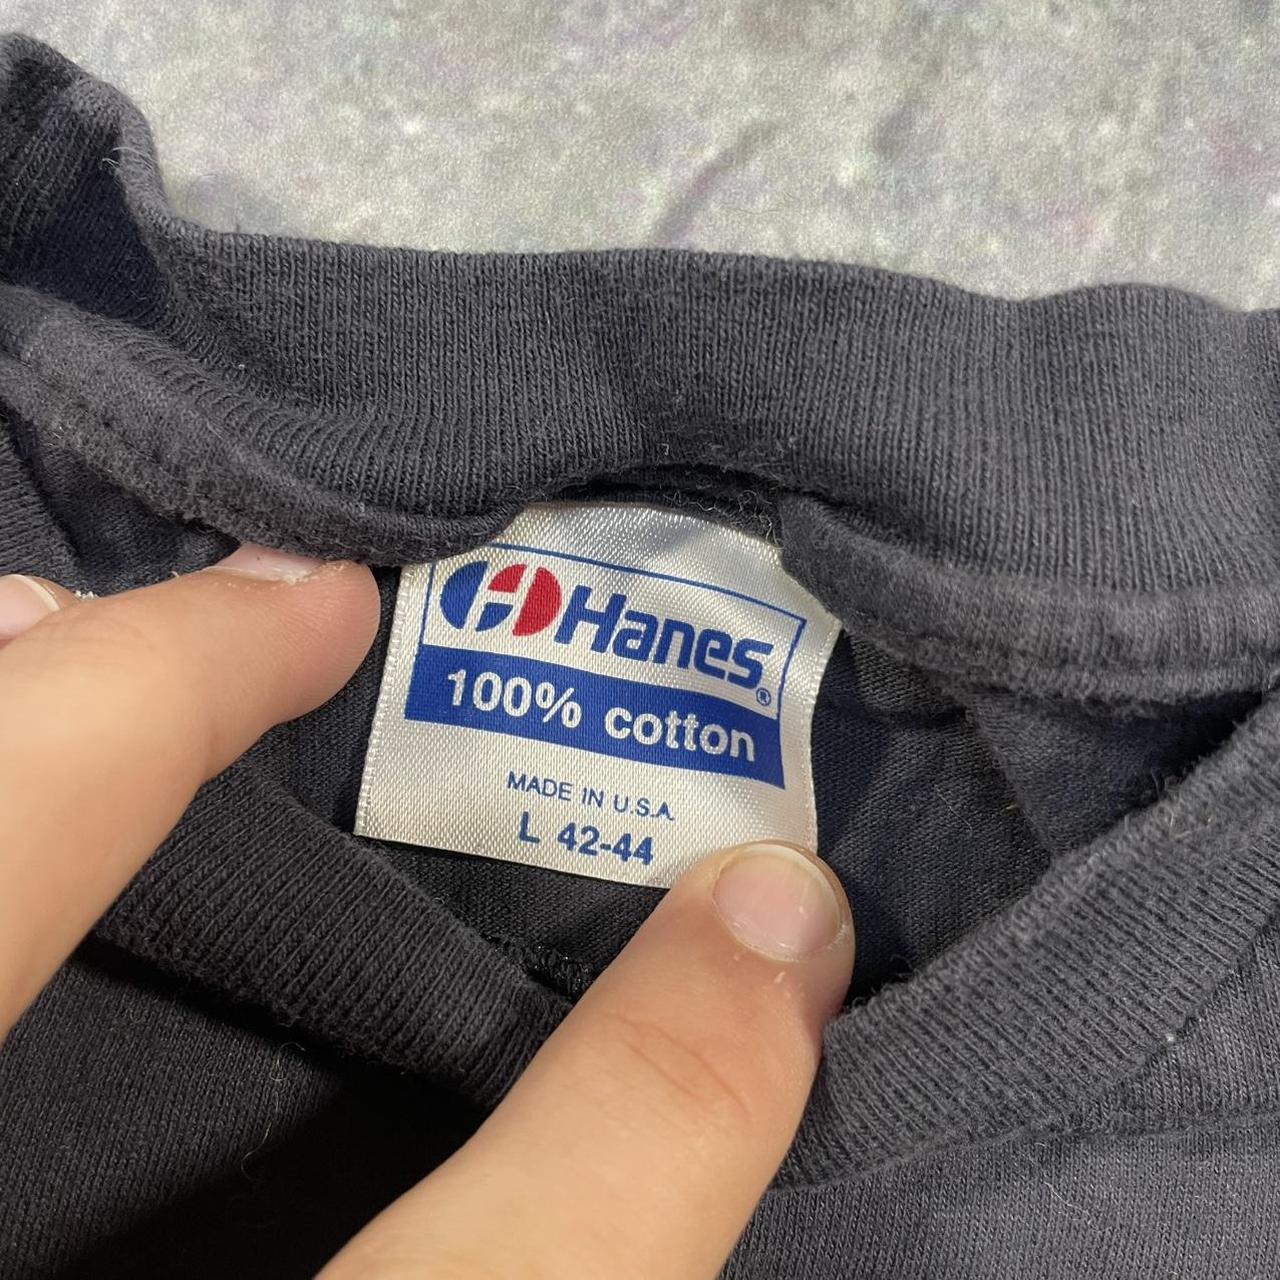 Hanes®
100% cotton
MADE IN U.S.A.
L 42-44